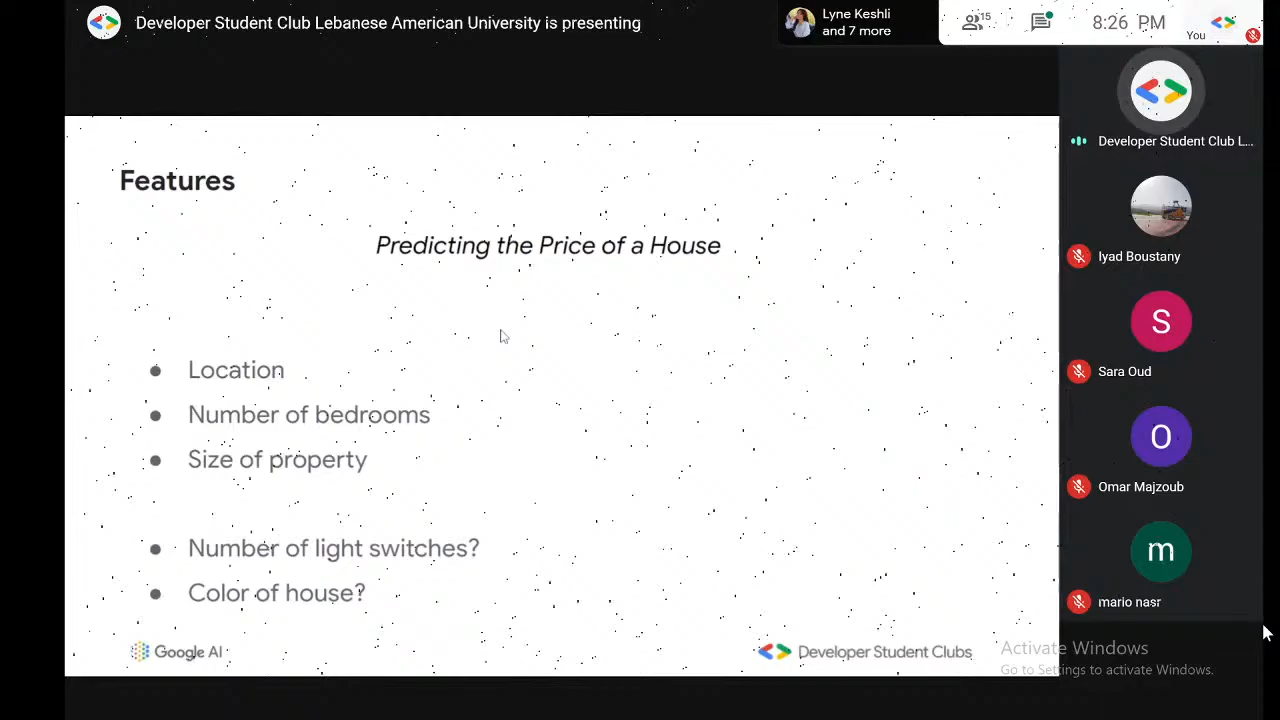 Developer Student Club Lebanese American University is presenting
Lyne Keshli
and 7 more
15
8:26 PM
You
Developer Student Club L...
Iyad Boustany
S
Sara Oud
O
Omar Majzoub
m
mario nasr
Features
Predicting the Price of a House
Location
Number of bedrooms
Size of property
Number of light switches?
Color of house?
Google AI
Developer Student Clubs
Activate Windows
Go to Settings to activate Windows.